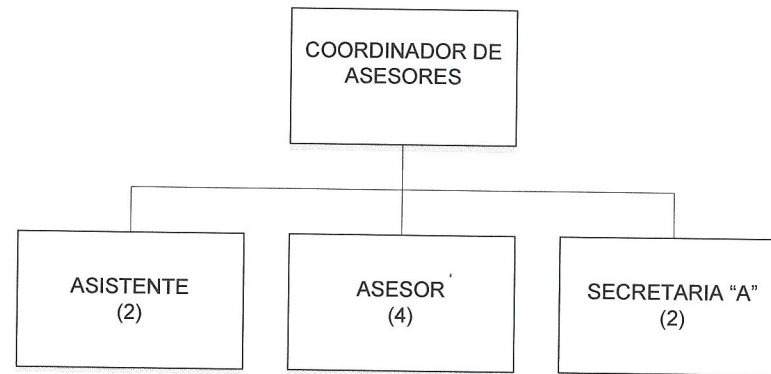 COORDINADOR DE
ASESORES
ASISTENTE
(2)
ASESOR
(4)
SECRETARIA “A”
(2)